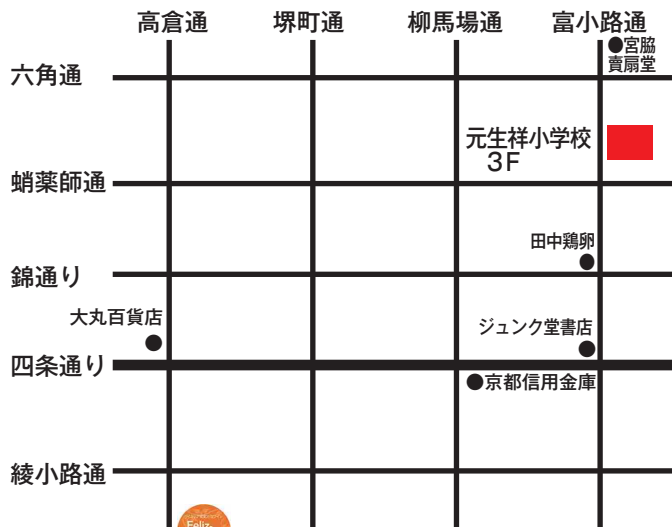 高倉通
堺町通
柳馬場通
富小路通
●宮脇
賣扇堂
六角通
元生祥小学校
3F
蛸薬師通
田中鶏卵
錦通り
大丸百貨店
ジュンク堂書店
四条通り
●京都信用金庫
綾小路通
Feliz